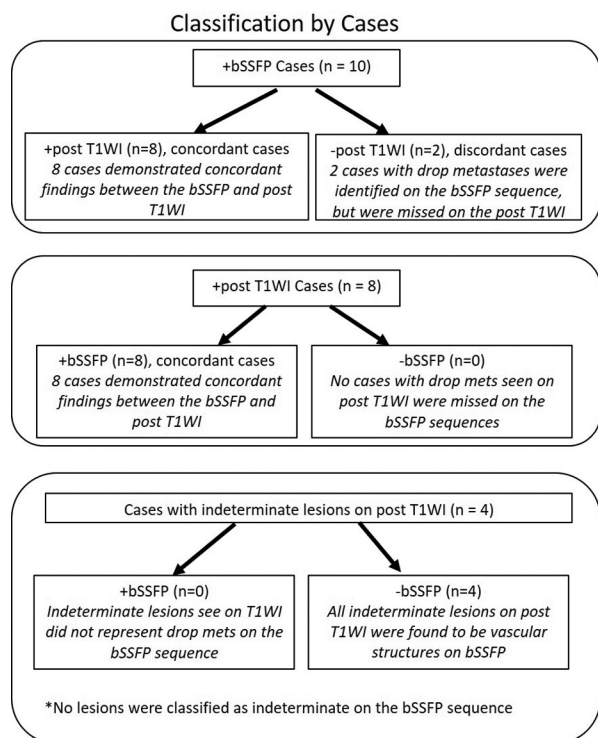 Classification by Cases
+bSSFP Cases (n = 10)
+post T1WI (n=8), concordant cases
8 cases demonstrated concordant
findings between the bSSFP and post
T1WI
-post T1WI (n=2), discordant cases
2 cases with drop metastases were
identified on the bSSFP sequence,
but were missed on the post T1WI
+post T1WI Cases (n = 8)
+bSSFP (n=8), concordant cases
8 cases demonstrated concordant
findings between the bSSFP and
post T1WI
-bSSFP (n=0)
No cases with drop mets seen on
post T1WI were missed on the
bSSFP sequences
Cases with indeterminate lesions on post T1WI (n = 4)
+bSSFP (n=0)
Indeterminate lesions see on T1WI
did not represent drop mets on the
bSSFP sequence
-bSSFP (n=4)
All indeterminate lesions on post
T1WI were found to be vascular
structures on bSSFP
*No lesions were classified as indeterminate on the bSSFP sequence